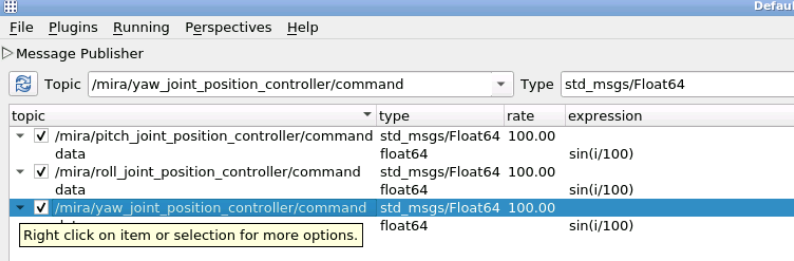 Defau
File Plugins Running Perspectives Help
Message Publisher
Topic /mira/yaw_joint_position_controller/command Type std_msgs/Float64
topic type rate expression
/mira/pitch_joint_position_controller/command std_msgs/Float64 100.00
data float64 sin(i/100)
/mira/roll_joint_position_controller/command std_msgs/Float64 100.00
data float64 sin(i/100)
/mira/yaw_joint_position_controller/command std_msgs/Float64 100.00
float64 sin(i/100)
Right click on item or selection for more options.